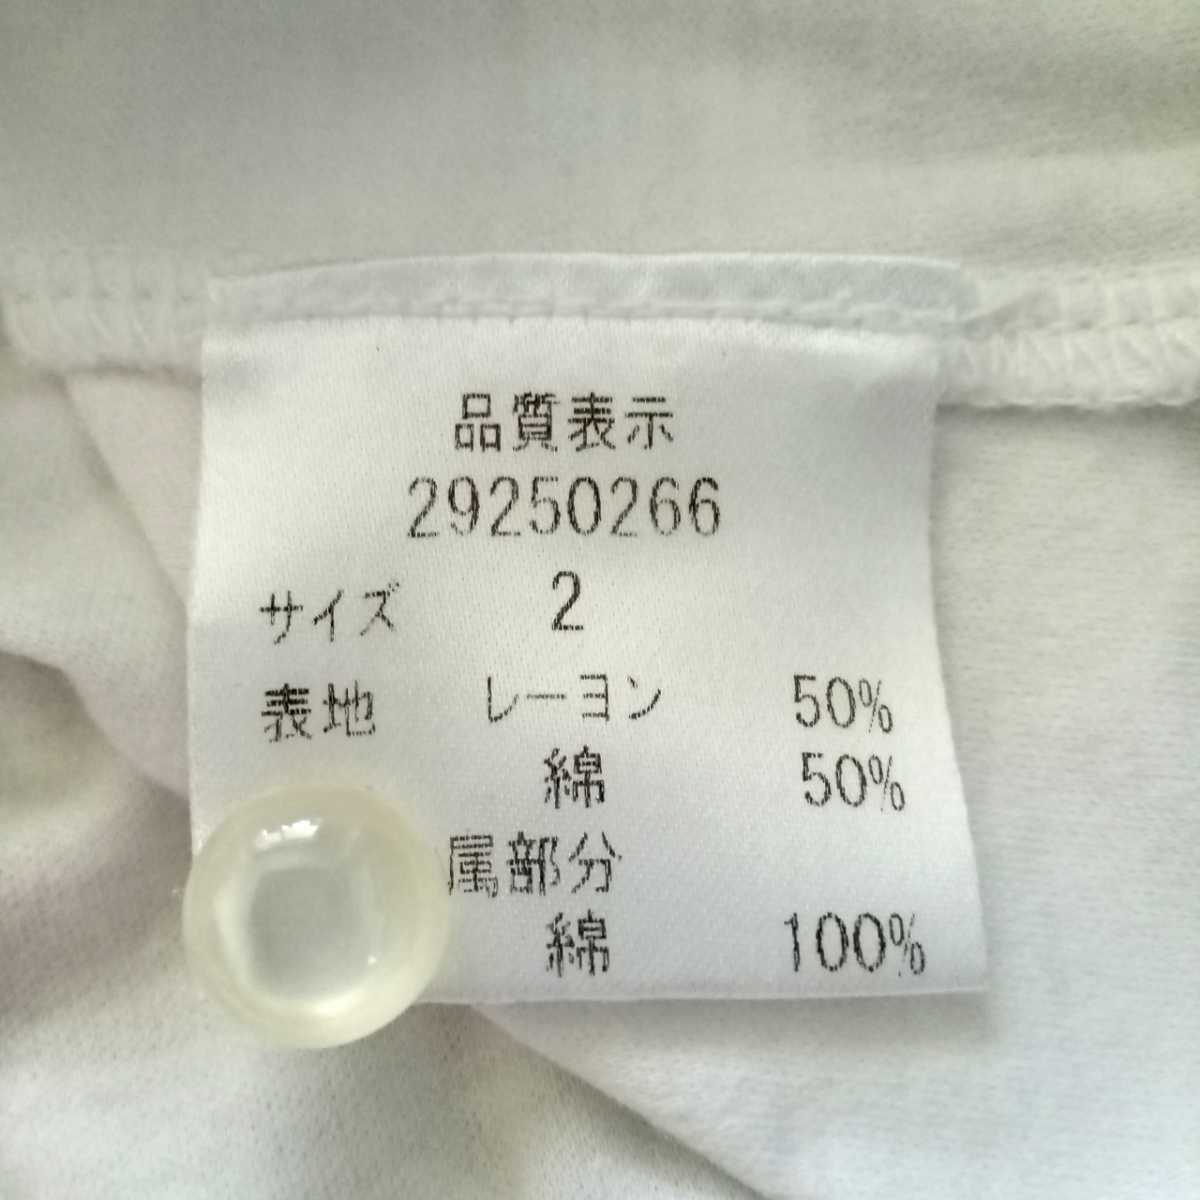 品質表示
29250266
サイズ 2
表地 レーヨン 50%
綿 50%
属部分
綿 100%